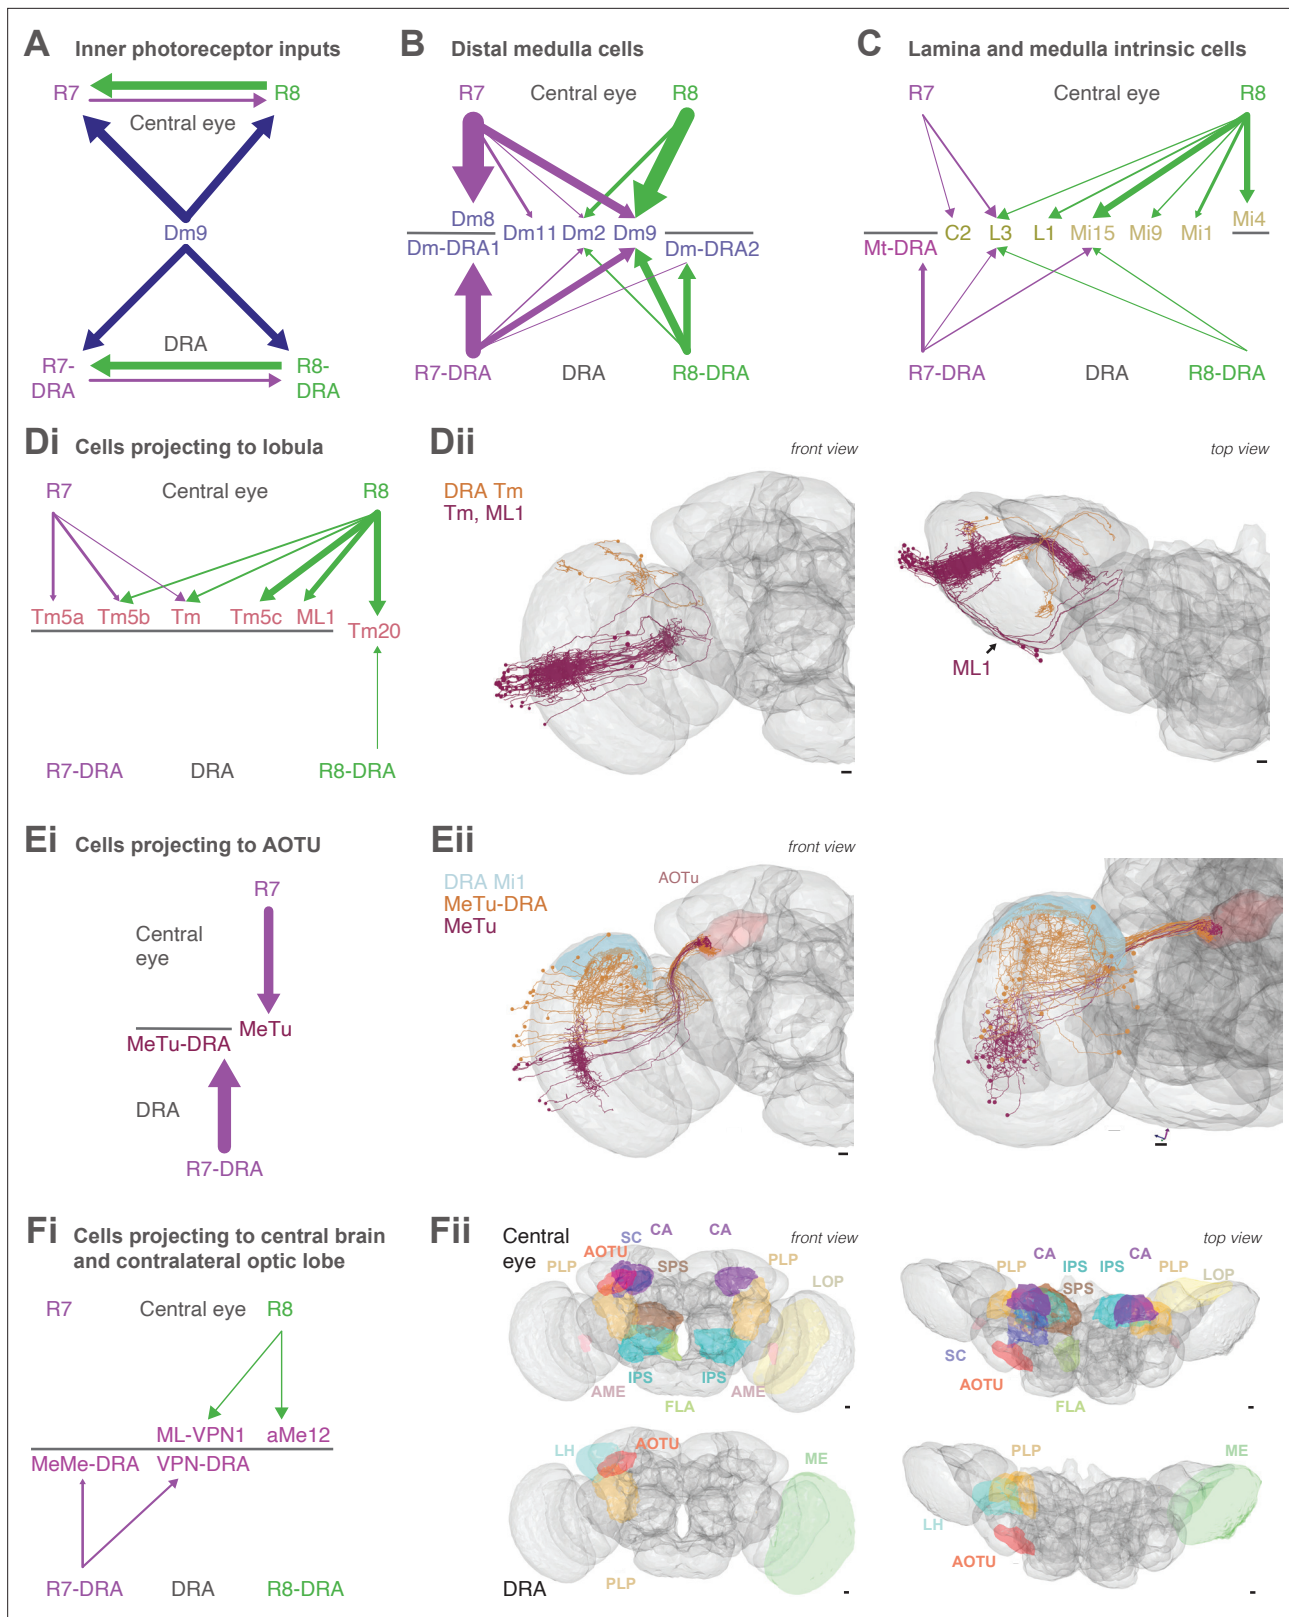 A Inner photoreceptor inputs
R7
R8
Central eye
Dm9
DRA
R7-
DRA
R8-
DRA
B Distal medulla cells
R7
Central eye
R8
Dm8
Dm-DRA1
Dm11
Dm2
Dm9
Dm-DRA2
R7-DRA
DRA
R8-DRA
C Lamina and medulla intrinsic cells
R7
Central eye
R8
Mt-DRA
C2
L3
L1
Mi15
Mi9
Mi1
Mi4
R7-DRA
DRA
R8-DRA
Di Cells projecting to lobula
R7
Central eye
R8
Tm5a
Tm5b
Tm
Tm5c
ML1
Tm20
R7-DRA
DRA
R8-DRA
Dii
front view
top view
DRA Tm
Tm, ML1
ML1
Ei Cells projecting to AOTU
R7
Central
eye
MeTu
MeTu-DRA
DRA
R7-DRA
Eii
front view
DRA Mi1
MeTu-DRA
MeTu
AOTu
Fi Cells projecting to central brain
and contralateral optic lobe
R7
Central eye
R8
ML-VPN1
aMe12
MeMe-DRA
VPN-DRA
R7-DRA
DRA
R8-DRA
Fii
Central
eye
front view
SC
CA
CA
AOTU
PLP
SPS
PLP
LOP
IPS
IPS
AME
AME
FLA
top view
CA
CA
PLP
IPS
IPS
PLP
SPS
LOP
SC
AOTU
FLA
LH
AOTU
ME
PLP
DRA
PLP
ME
LH
AOTU